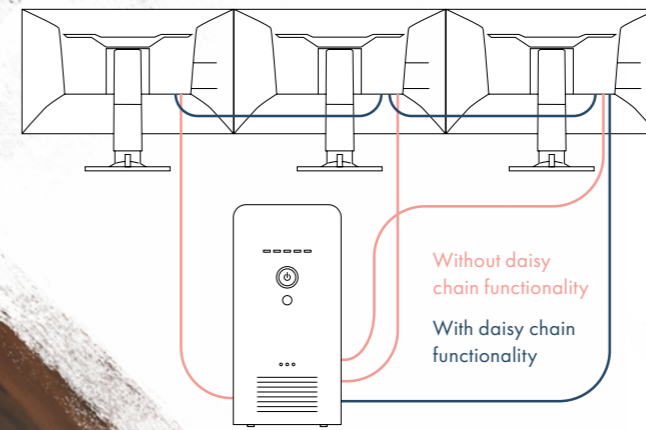 Without daisy
chain functionality
With daisy chain
functionality